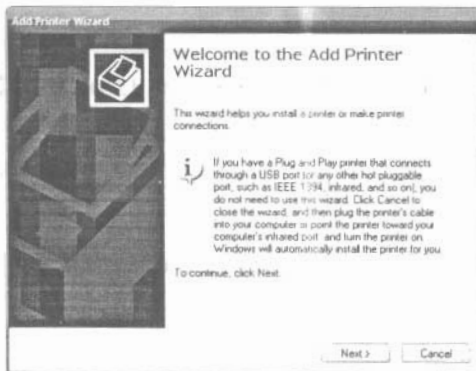 Add Printer Wizard
Welcome to the Add Printer
Wizard
This wizard helps you install a printer or make printer
connections.
If you have a Plug and Play printer that connects
through a USB port (or any other hot pluggable
port, such as IEEE 1394, infrared, and so on), you
do not need to use this wizard. Click Cancel to
close the wizard, and then plug the printer's cable
into your computer or point the printer toward your
computer's infrared port, and turn the printer on.
Windows will automatically install the printer for you.
To continue, click Next.
Next >
Cancel